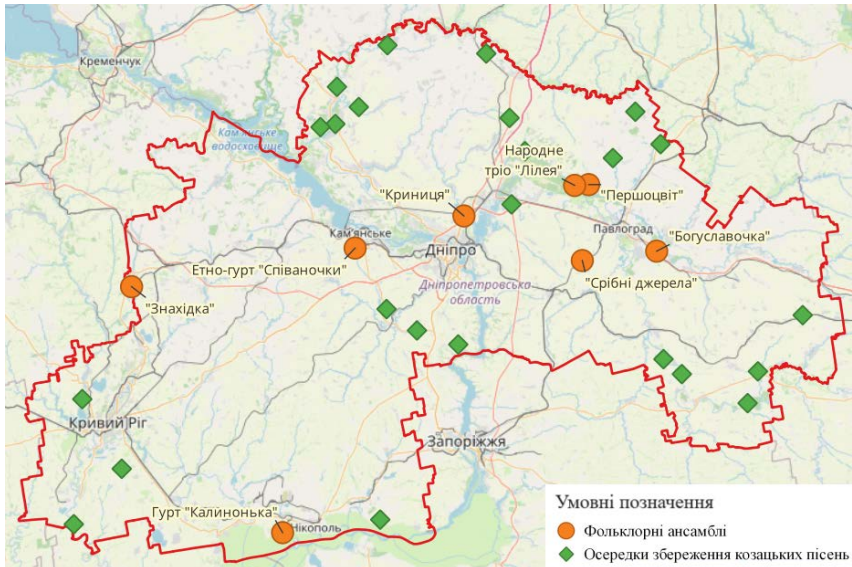 Кременчук
Кам'янське
водосховище
Народне
тріо "Лілея"
"Першоцвіт"
"Криниця"
Павлоград
"Богуславочка"
Кам'янське
Дніпро
Етно-гурт "Співаночки"
"Срібні джерела"
Дніпропетровська
область
"Знахідка"
Кривий Ріг
Запоріжжя
Гурт "Калинонька"
Нікополь
Умовні позначення
Фольклорні ансамблі
Осередки збереження козацьких пісень